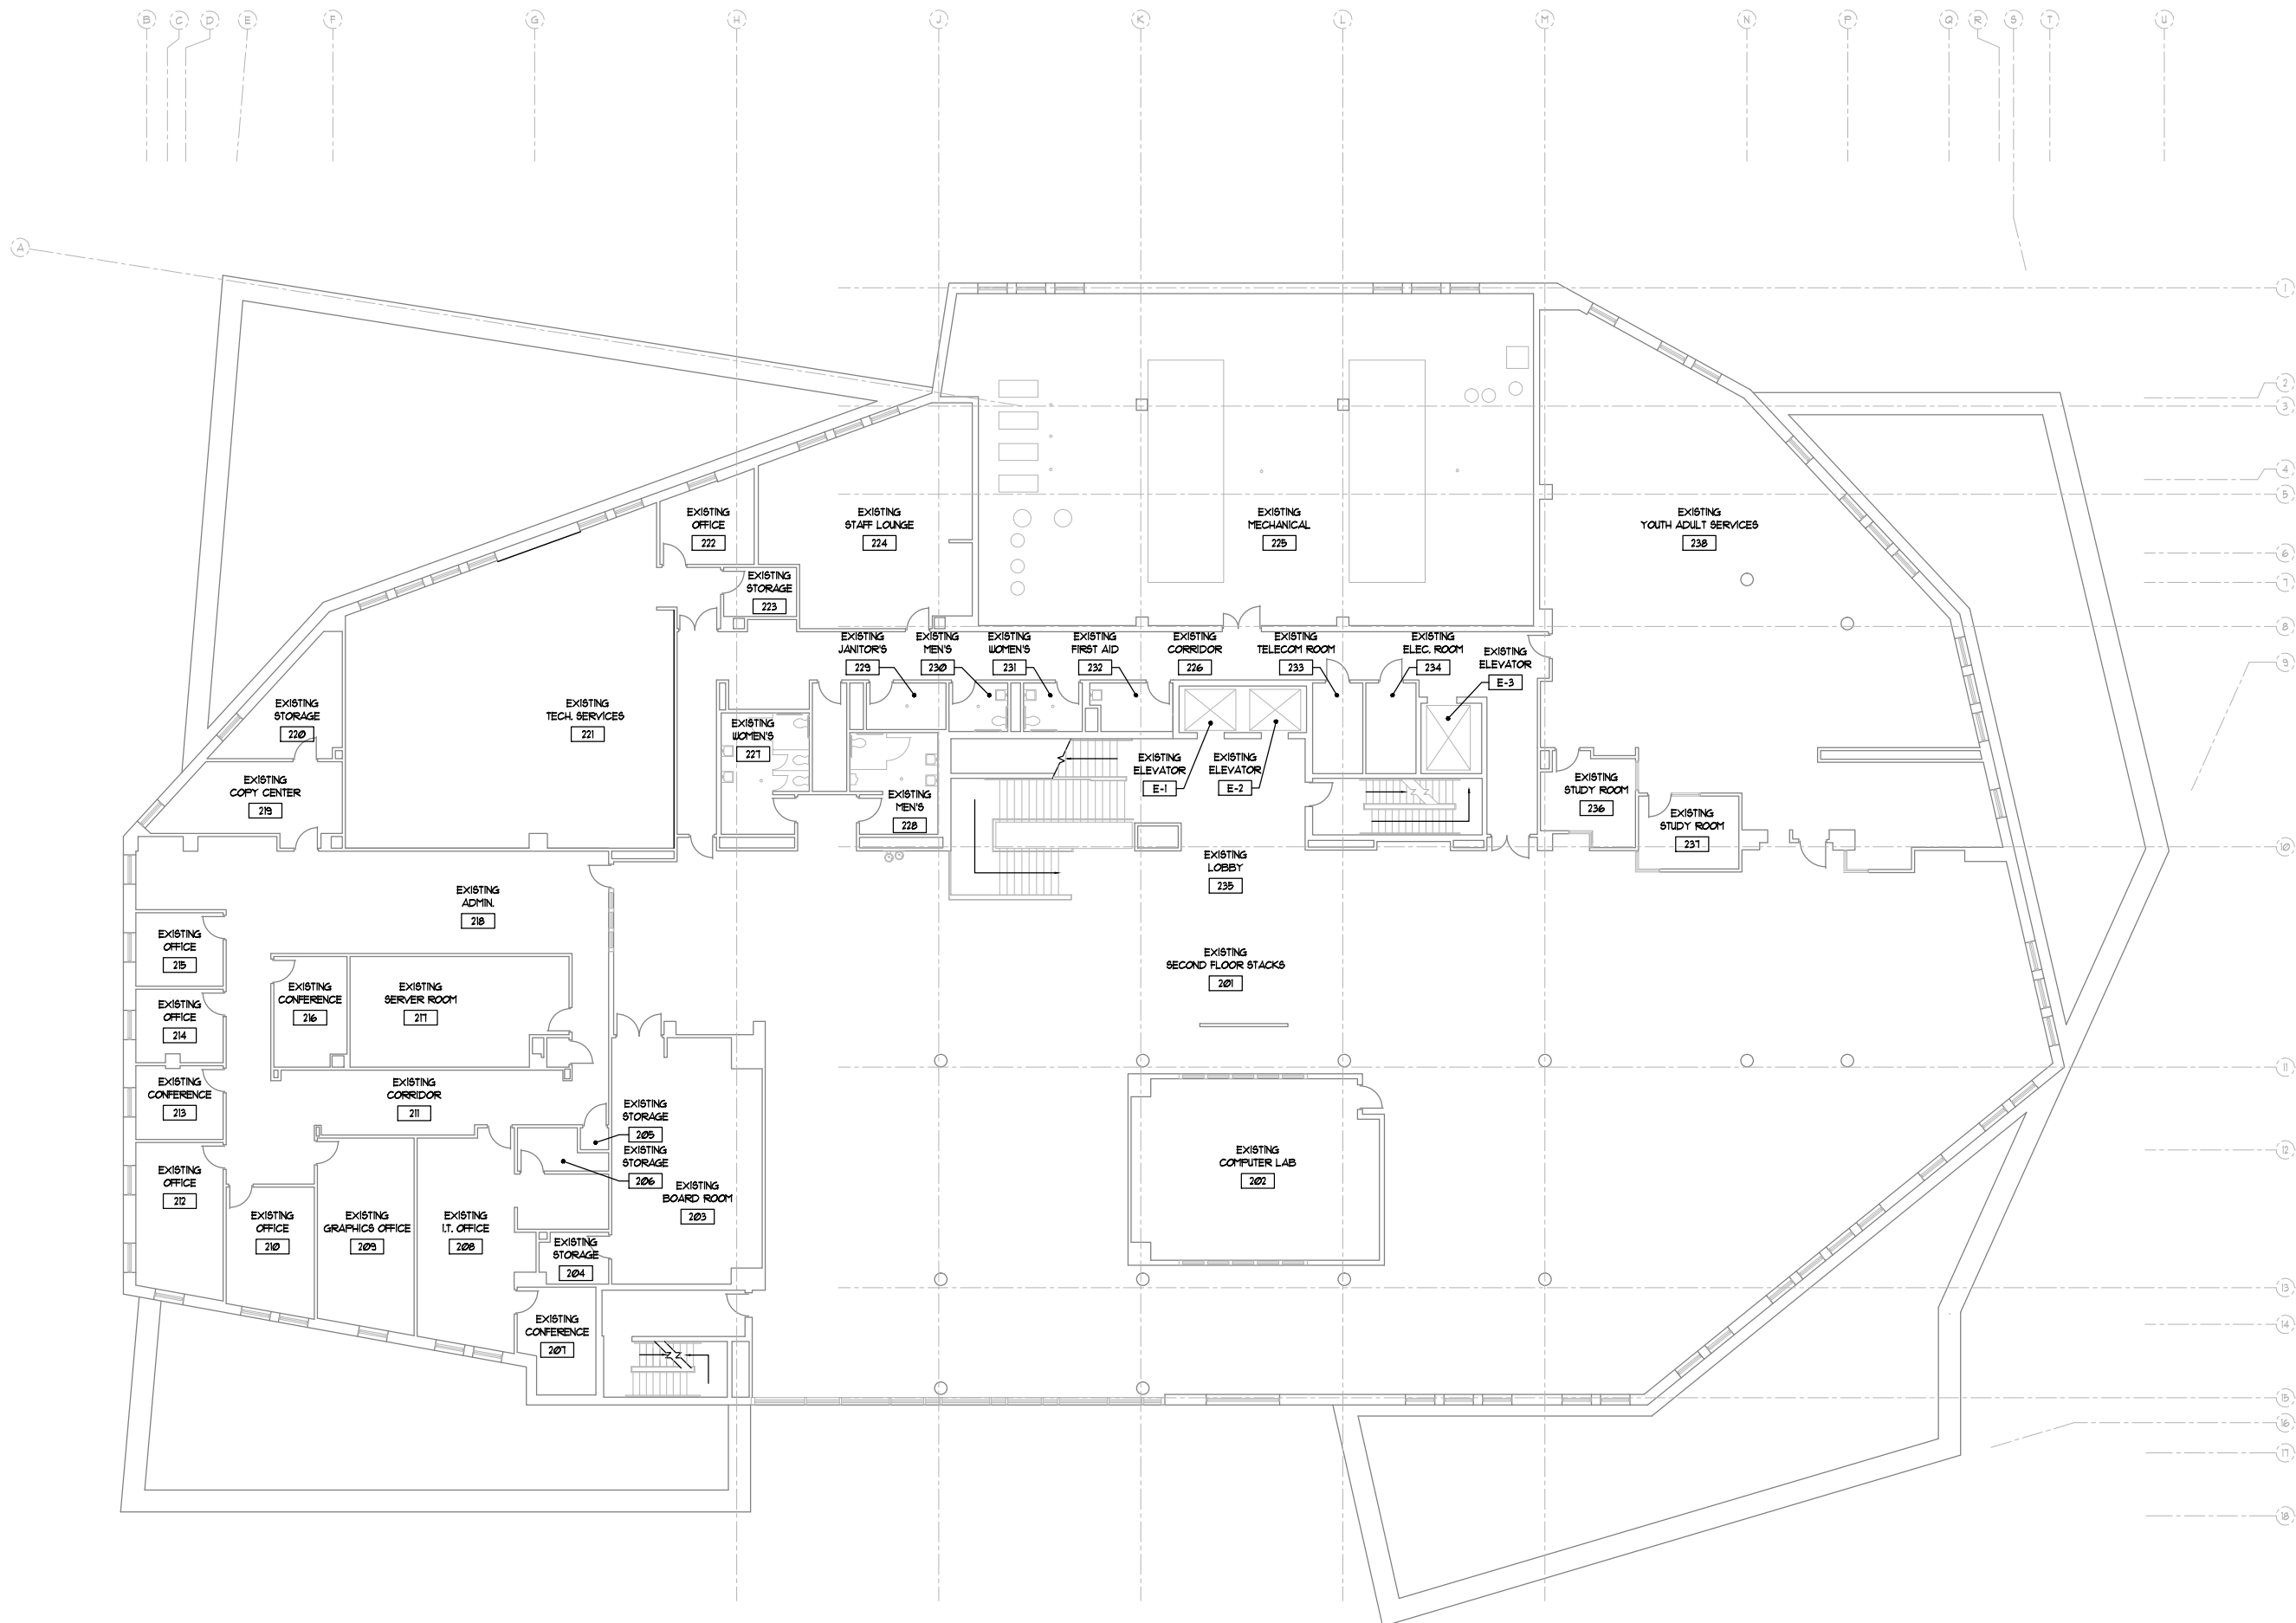 B C D E F G H J K L M N P Q R S T U
A
1
2
3
4
5
6
7
8
9
10
11
12
13
14
15
16
17
18
EXISTING
OFFICE
222
EXISTING
STAFF LOUNGE
224
EXISTING
MECHANICAL
225
EXISTING
YOUTH ADULT SERVICES
238
EXISTING
STORAGE
223
EXISTING
JANITOR'S
229
EXISTING
MEN'S
230
EXISTING
WOMEN'S
231
EXISTING
FIRST AID
232
EXISTING
CORRIDOR
226
EXISTING
TELECOM ROOM
233
EXISTING
ELEC. ROOM
234
EXISTING
ELEVATOR
E-3
EXISTING
STORAGE
220
EXISTING
TECH. SERVICES
221
EXISTING
WOMEN'S
227
EXISTING
ELEVATOR
E-1
EXISTING
ELEVATOR
E-2
EXISTING
COPY CENTER
219
EXISTING
MEN'S
228
EXISTING
STUDY ROOM
236
EXISTING
STUDY ROOM
237
EXISTING
LOBBY
235
EXISTING
ADMIN.
218
EXISTING
OFFICE
215
EXISTING
SECOND FLOOR STACKS
201
EXISTING
CONFERENCE
216
EXISTING
SERVER ROOM
217
EXISTING
OFFICE
214
EXISTING
CONFERENCE
213
EXISTING
CORRIDOR
211
EXISTING
STORAGE
205
EXISTING
STORAGE
206
EXISTING
COMPUTER LAB
202
EXISTING
OFFICE
212
EXISTING
BOARD ROOM
203
EXISTING
OFFICE
210
EXISTING
GRAPHICS OFFICE
209
EXISTING
I.T. OFFICE
208
EXISTING
STORAGE
204
EXISTING
CONFERENCE
207